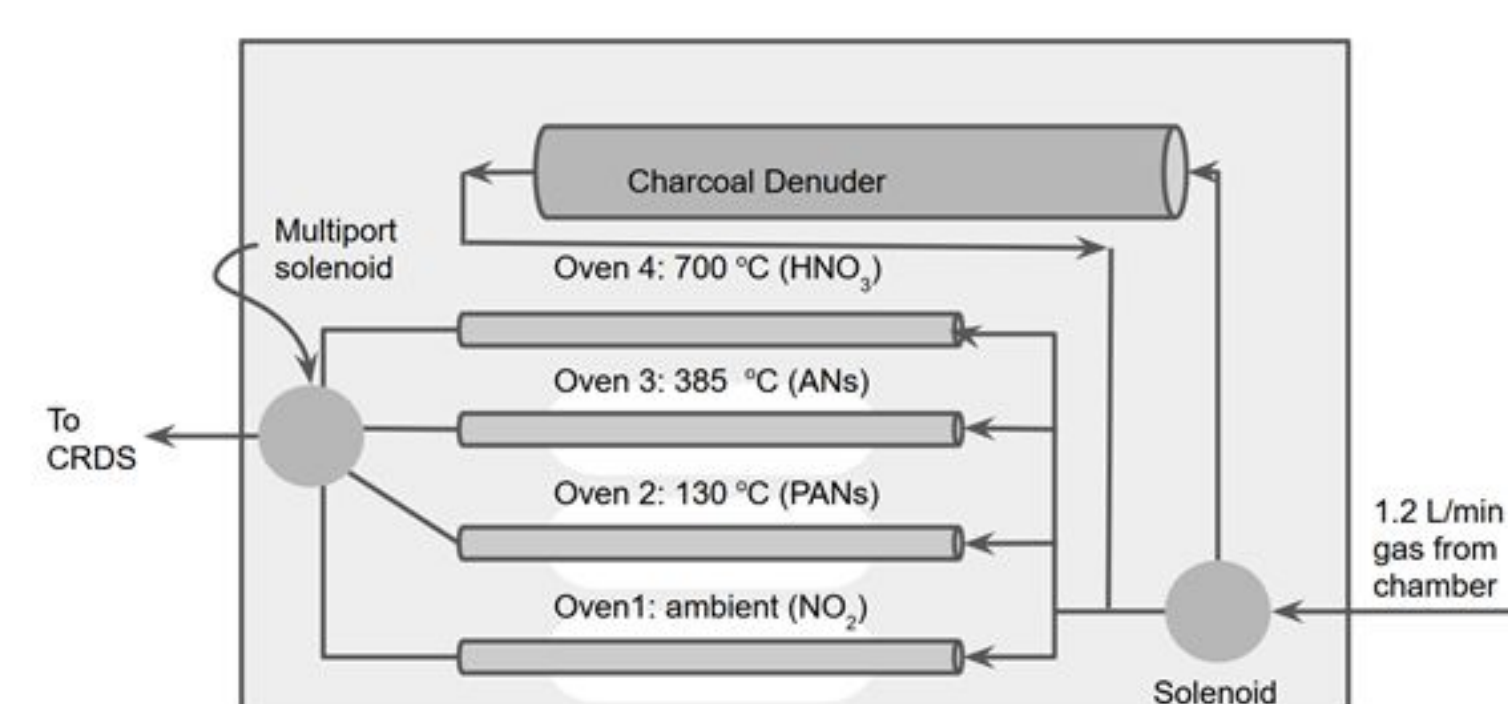 Charcoal Denuder
Multiport
solenoid
Oven 4: 700 °C (HNO₃)
Oven 3: 385 °C (ANs)
To
CRDS
Oven 2: 130 °C (PANs)
1.2 L/min
gas from
chamber
Oven1: ambient (NO₂)
Solenoid